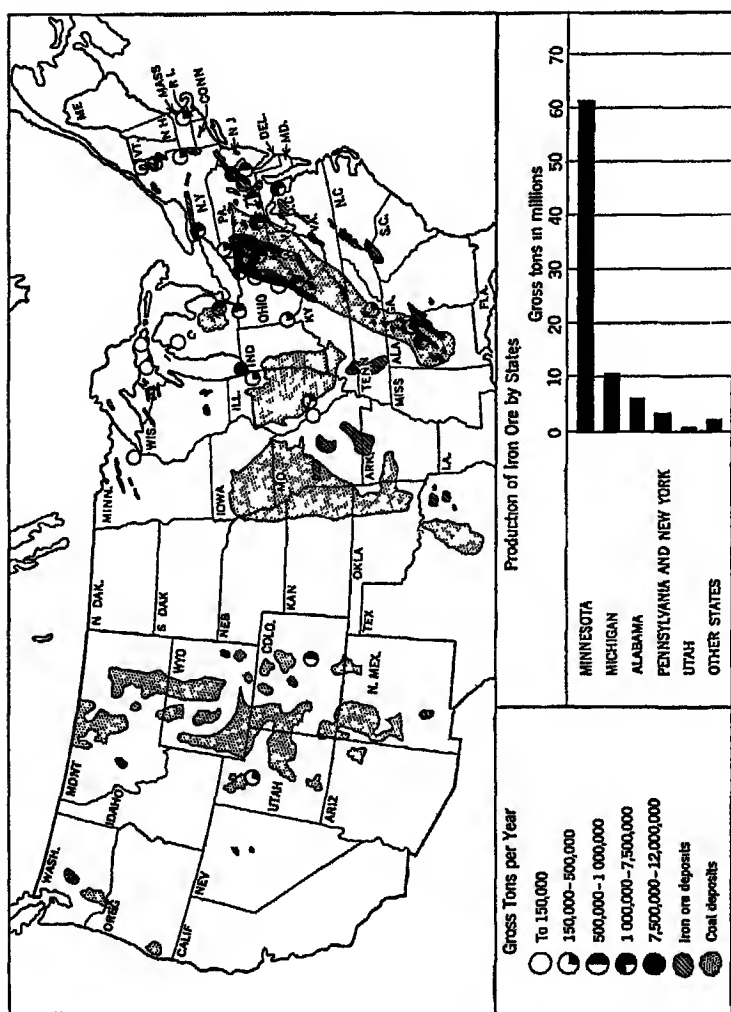 WASH.
MONT
N DAK.
MINN.
ME
VT.
N H
MASS
R I.
CONN
OREG
IDAHO
WYO
S DAK
WIS.
N.Y
N J
DEL.
MD.
PA.
CALIF
NEV
UTAH
COLO.
NEB
IOWA
ILL.
IND
OHIO
KAN
MO.
KY
VA.
N.C
ARIZ
N. MEX.
TEX
OKLA
ARK.
TENN
S.C.
MISS
ALA
GA.
LA.
FLA.
C
Gross Tons per Year
To 150,000
150,000–500,000
500,000–1 000,000
1 000,000–7,500,000
7,500,000–12,000,000
Iron ore deposits
Coal deposits
Production of Iron Ore by States
Gross tons in millions
0 10 20 30 40 50 60 70
MINNESOTA
MICHIGAN
ALABAMA
PENNSYLVANIA AND NEW YORK
UTAH
OTHER STATES